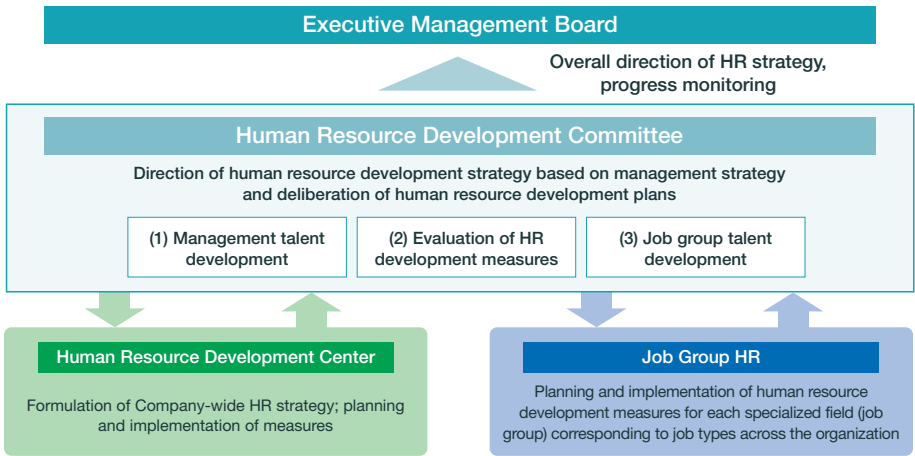 Executive Management Board
Overall direction of HR strategy,
progress monitoring
Human Resource Development Committee
Direction of human resource development strategy based on management strategy
and deliberation of human resource development plans
(1) Management talent
development
(2) Evaluation of HR
development measures
(3) Job group talent
development
Human Resource Development Center
Formulation of Company-wide HR strategy; planning
and implementation of measures
Job Group HR
Planning and implementation of human resource
development measures for each specialized field (job
group) corresponding to job types across the organization